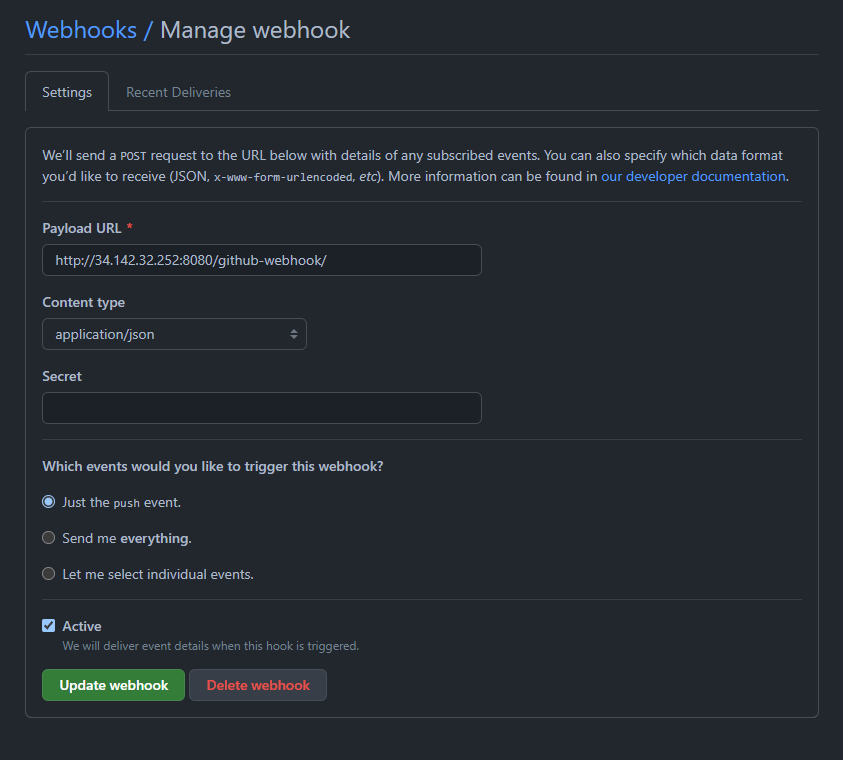 Webhooks / Manage webhook
Settings
Recent Deliveries
We'll send a POST request to the URL below with details of any subscribed events. You can also specify which data format
you'd like to receive (JSON, x-www-form-urlencoded, etc). More information can be found in our developer documentation.
Payload URL *
http://34.142.32.252:8080/github-webhook/
Content type
application/json
Secret
Which events would you like to trigger this webhook?
Just the push event.
Send me everything.
Let me select individual events.
Active
We will deliver event details when this hook is triggered.
Update webhook
Delete webhook